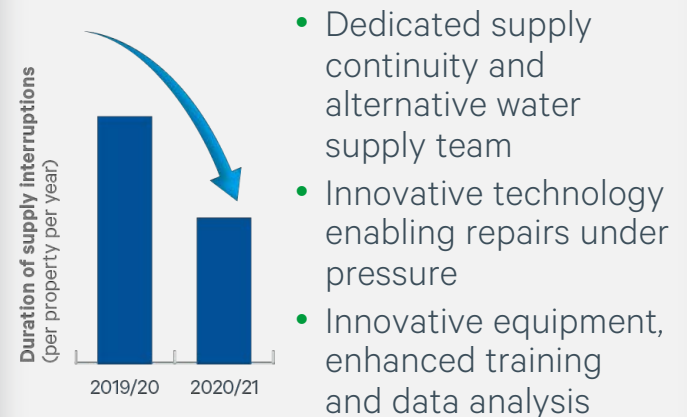 Duration of supply interruptions
(per property per year)
2019/20
2020/21
• Dedicated supply
continuity and
alternative water
supply team
• Innovative technology
enabling repairs under
pressure
• Innovative equipment,
enhanced training
and data analysis